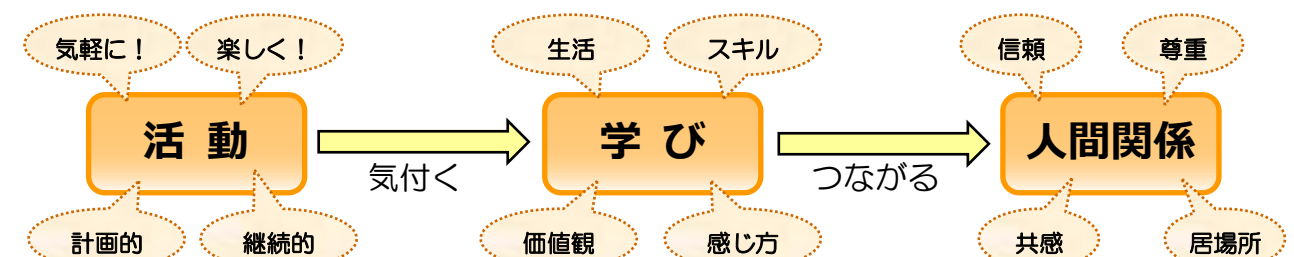 気軽に！ 楽しく！ 生活 スキル 信頼 尊重
活動 学び 人間関係
気付く つながる
計画的 継続的 価値観 感じ方 共感 居場所